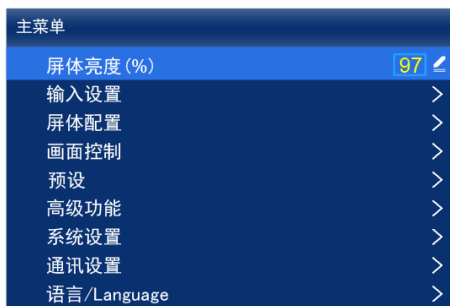 主菜单
屏体亮度(%) 97
输入设置
屏体配置
画面控制
预设
高级功能
系统设置
通讯设置
语言/Language